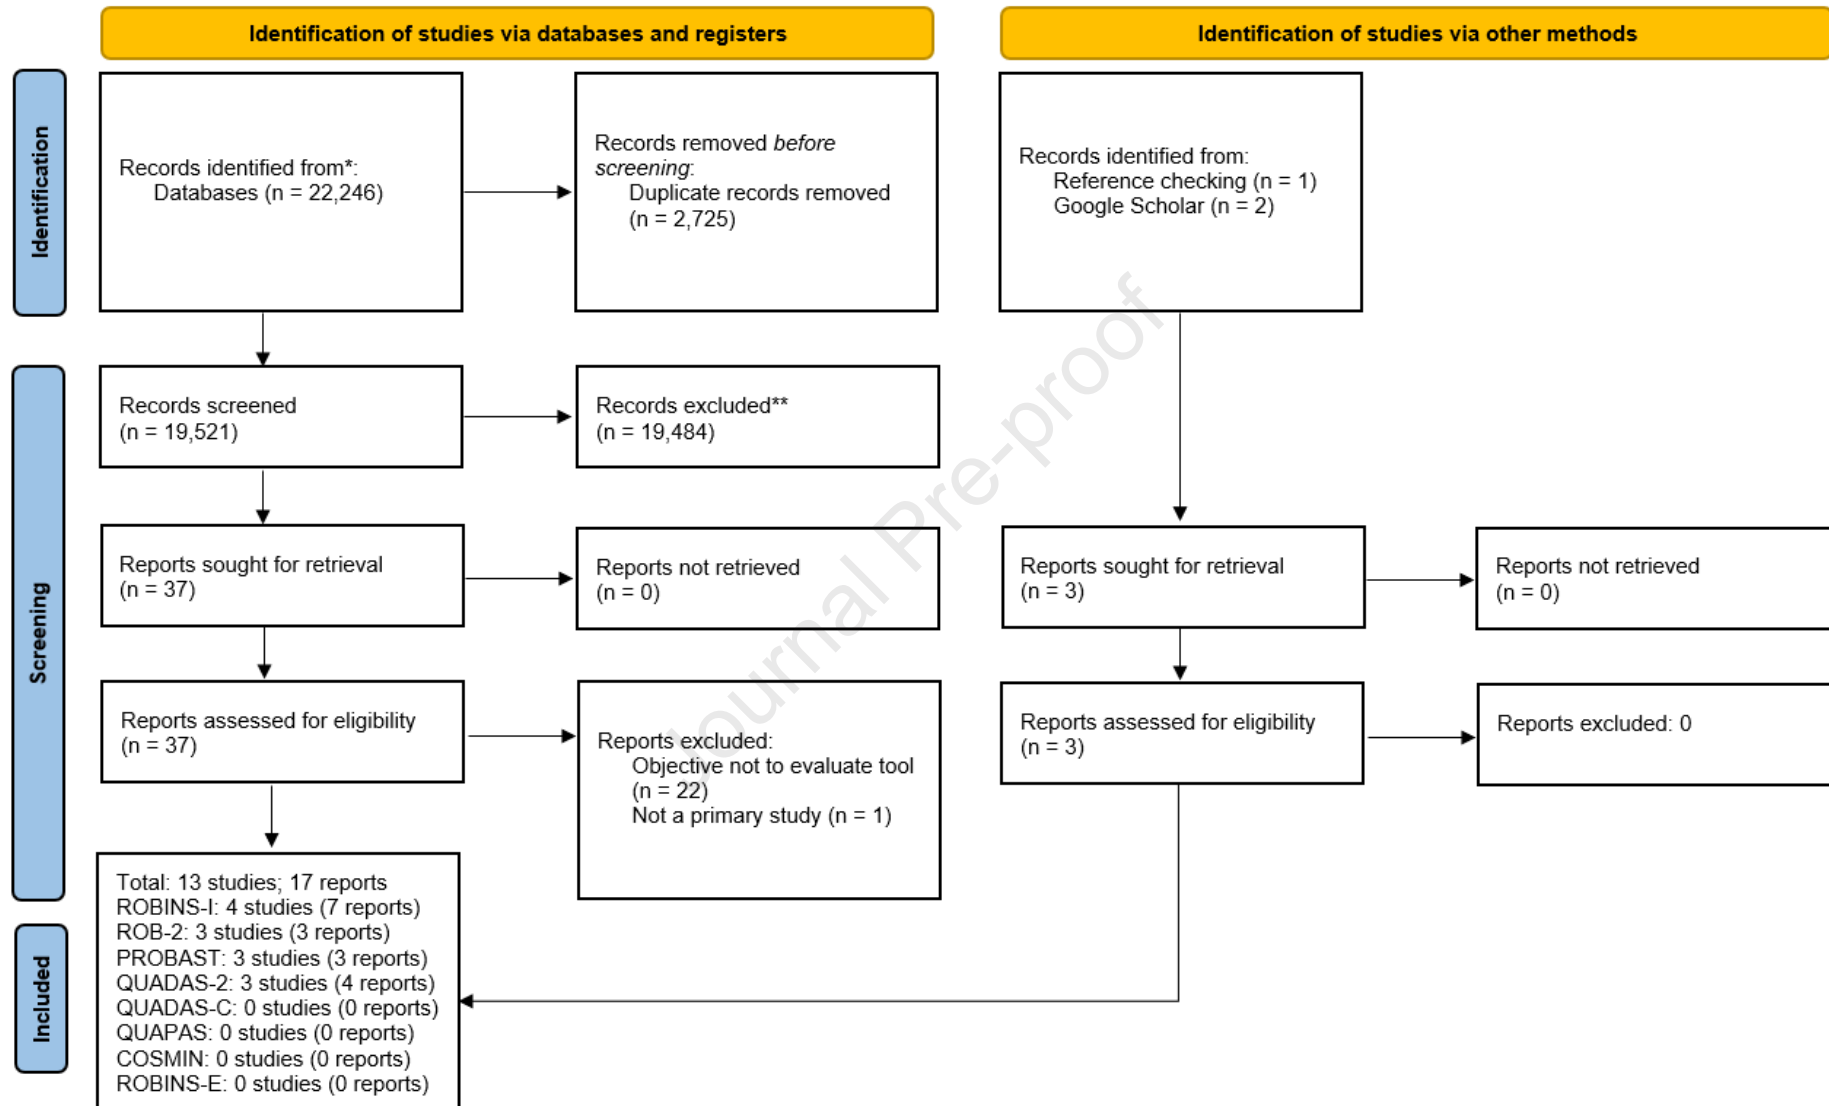 Identification of studies via databases and registers
Identification of studies via other methods
Identification
Records identified from*:
Databases (n = 22,246)
Records removed before
screening:
Duplicate records removed
(n = 2,725)
Records identified from:
Reference checking (n = 1)
Google Scholar (n = 2)
Screening
Records screened
(n = 19,521)
Records excluded**
(n = 19,484)
Reports sought for retrieval
(n = 37)
Reports not retrieved
(n = 0)
Reports sought for retrieval
(n = 3)
Reports not retrieved
(n = 0)
Reports assessed for eligibility
(n = 37)
Reports excluded:
Objective not to evaluate tool
(n = 22)
Not a primary study (n = 1)
Reports assessed for eligibility
(n = 3)
Reports excluded: 0
Included
Total: 13 studies; 17 reports
ROBINS-I: 4 studies (7 reports)
ROB-2: 3 studies (3 reports)
PROBAST: 3 studies (3 reports)
QUADAS-2: 3 studies (4 reports)
QUADAS-C: 0 studies (0 reports)
QUAPAS: 0 studies (0 reports)
COSMIN: 0 studies (0 reports)
ROBINS-E: 0 studies (0 reports)
Journal Pre-proof